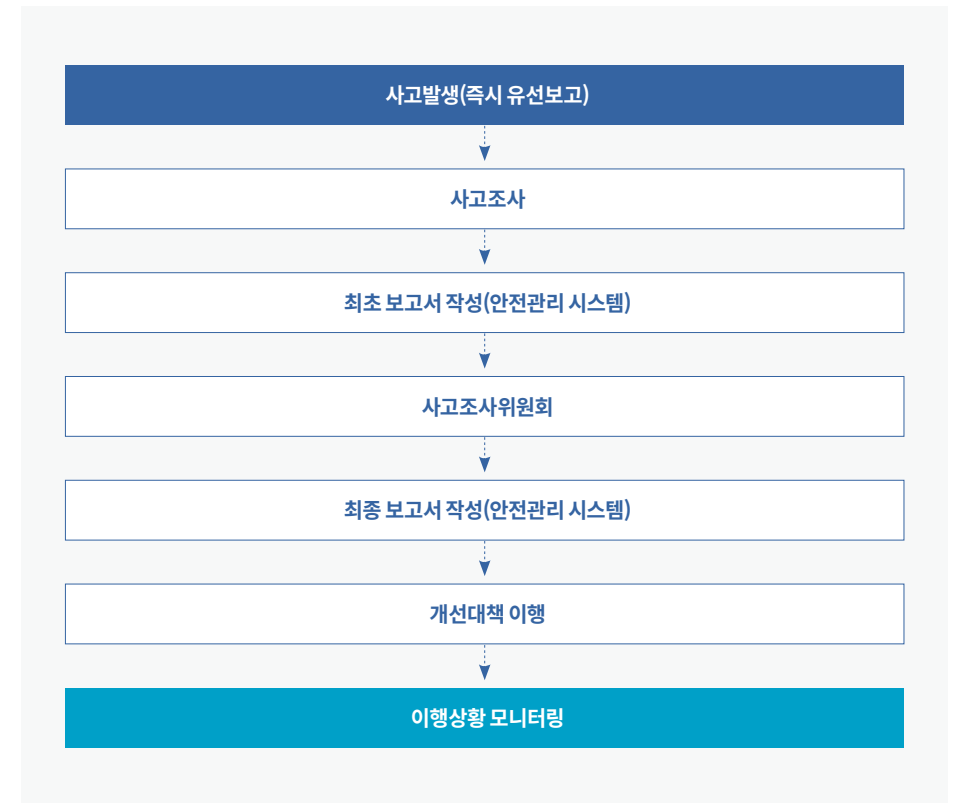 사고발생(즉시 유선보고)
사고조사
최초 보고서 작성(안전관리 시스템)
사고조사위원회
최종 보고서 작성(안전관리 시스템)
개선대책 이행
이행상황 모니터링